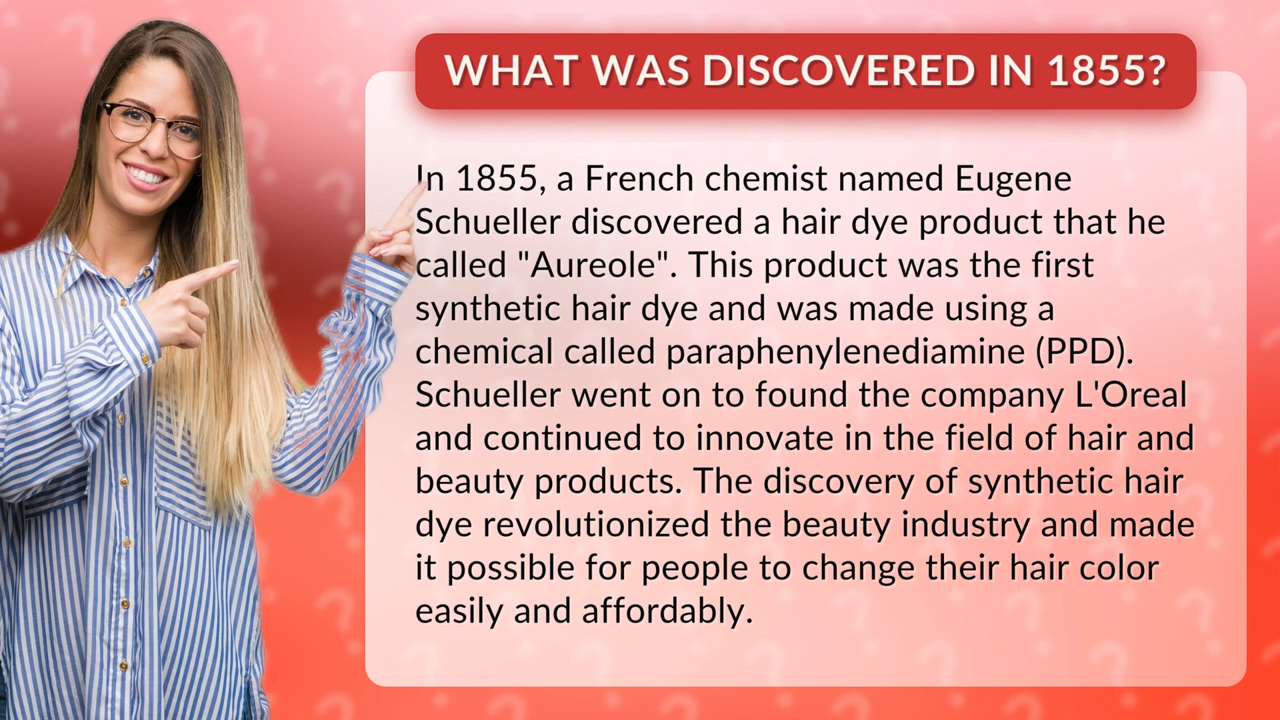 WHAT WAS DISCOVERED IN 1855?
In 1855, a French chemist named Eugene
Schueller discovered a hair dye product that he
called "Aureole". This product was the first
synthetic hair dye and was made using a
chemical called paraphenylenediamine (PPD).
Schueller went on to found the company L'Oreal
and continued to innovate in the field of hair and
beauty products. The discovery of synthetic hair
dye revolutionized the beauty industry and made
it possible for people to change their hair color
easily and affordably.